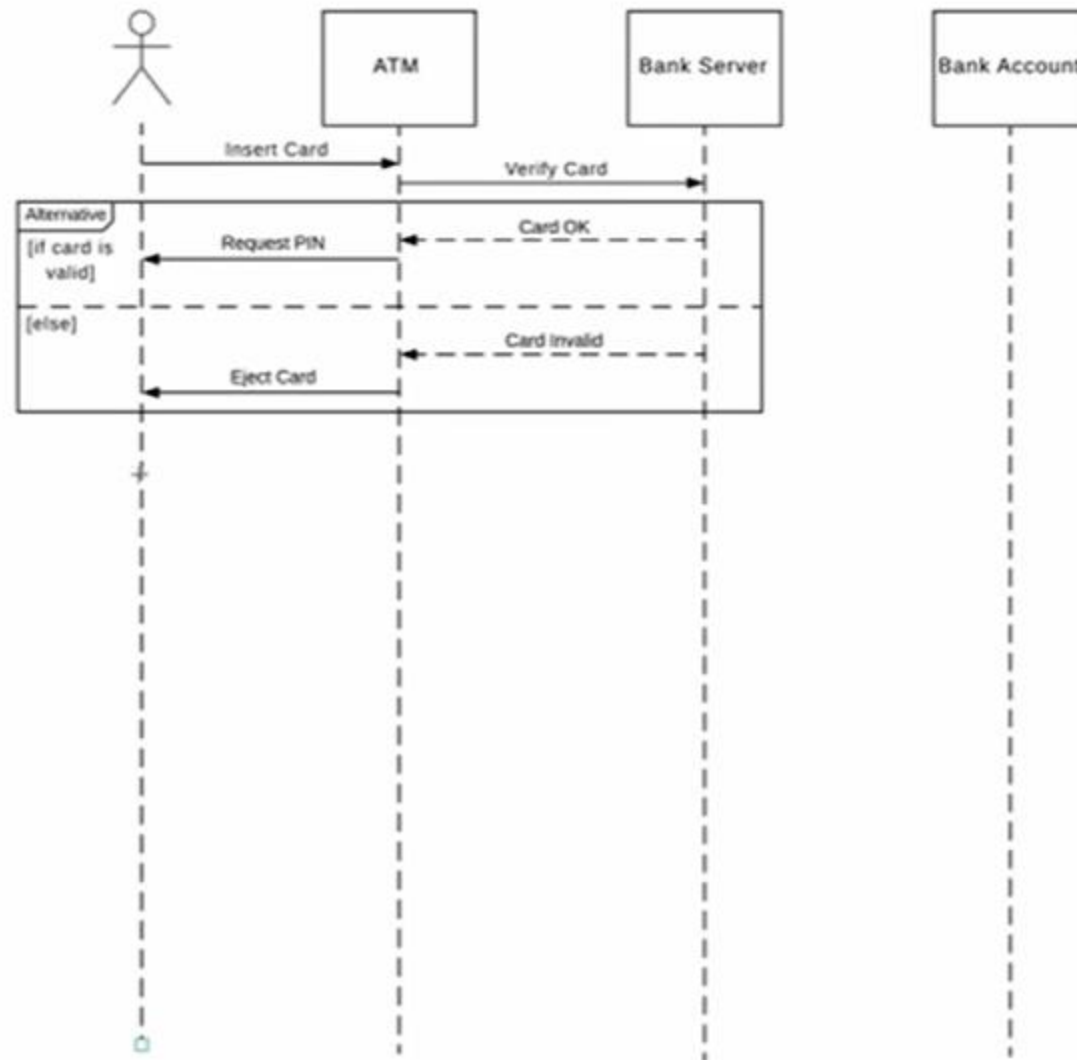 ATM
Bank Server
Bank Account
Insert Card
Verify Card
Alternative
Card OK
[if card is
valid]
Request PIN
[else]
Card Invalid
Eject Card